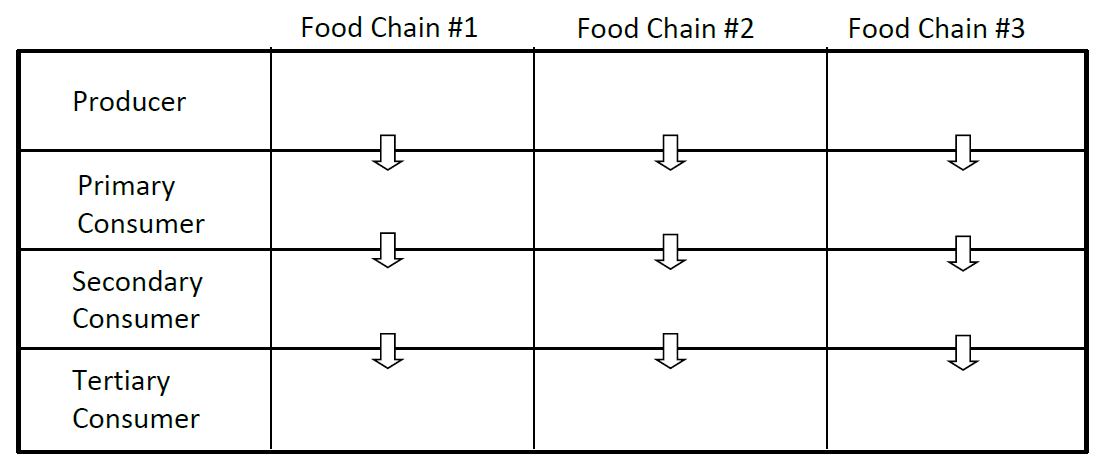 Food Chain #1 Food Chain #2 Food Chain #3
Producer
Primary
Consumer
Secondary
Consumer
Tertiary
Consumer